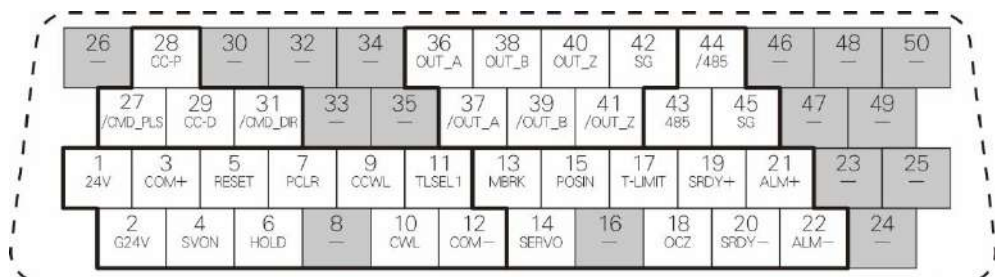 26 28 30 32 34 36 38 40 42 44 46 48 50
— CC-P — — — OUT_A OUT_B OUT_Z SG /485 — — —
27 29 31 33 35 37 39 41 43 45 47 49
/CMD_PLS CC-D /CMD_DIR — — /OUT_A /OUT_B /OUT_Z 485 SG — —
1 3 5 7 9 11 13 15 17 19 21 23 25
24V COM+ RESET PCLR CCWL TLSEL1 MBRK POSIN T-LIMIT SRDY+ ALM+ — —
2 4 6 8 10 12 14 16 18 20 22 24
G24V SVON HOLD — CWL COM− SERVO — OCZ SRDY− ALM− —